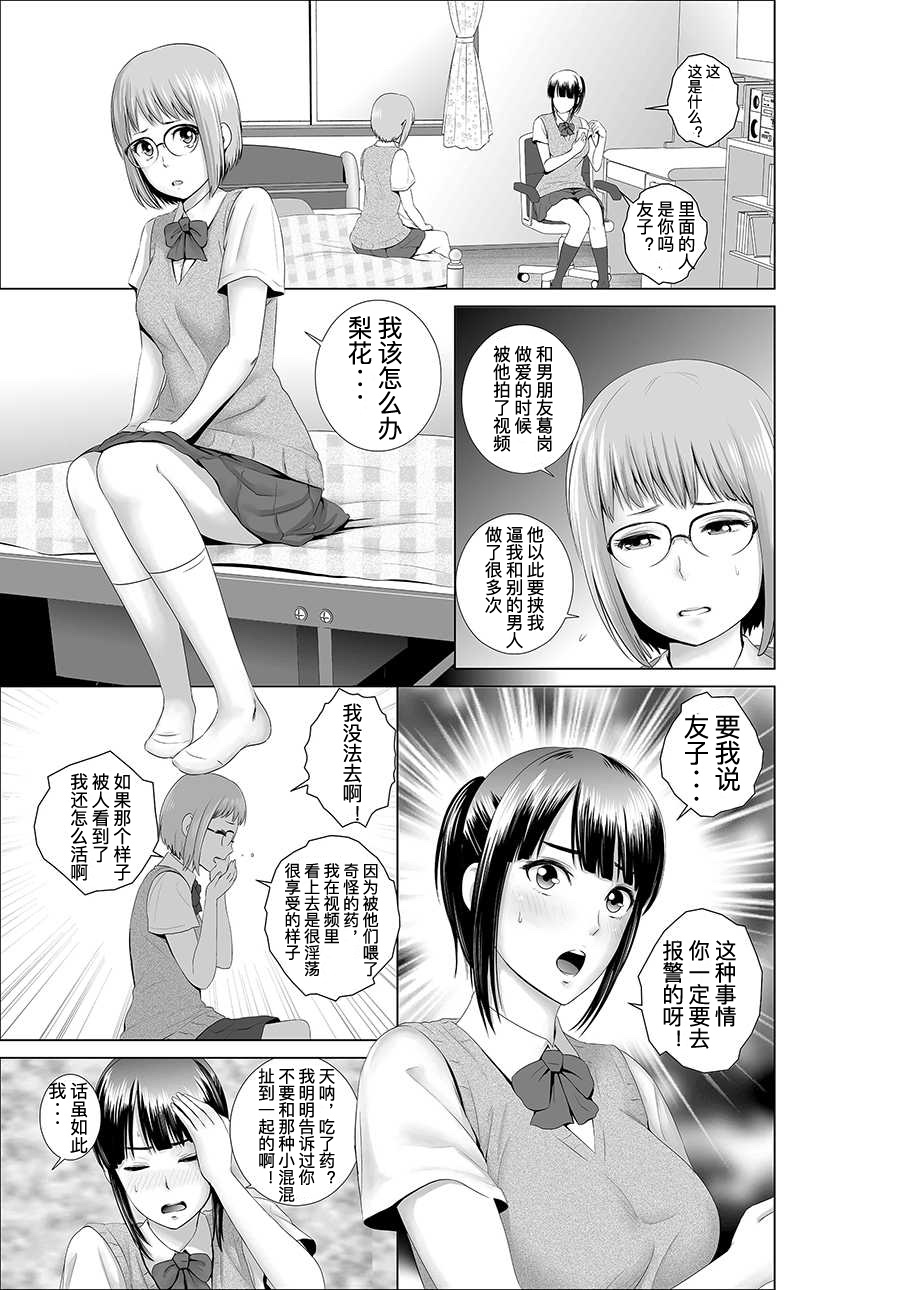 这
这是什么?
里面的人
是你吗
友子?
我该怎么办
梨花...
和男朋友葛岗
做爱的时候
被他拍了视频
他以此要挟我
逼我和别的男人
做了很多次
要我说
友子...
这种事情
你一定要去
报警的呀!
我没法去啊!
因为被他们喂了
奇怪的药,
我在视频里
看上去是很淫荡
很享受的样子
如果那个样子
被人看到了
我还怎么活啊
天呐,吃了药?
我明明告诉过你
不要和那种小混混
扯到一起的啊!
话虽如此
我...